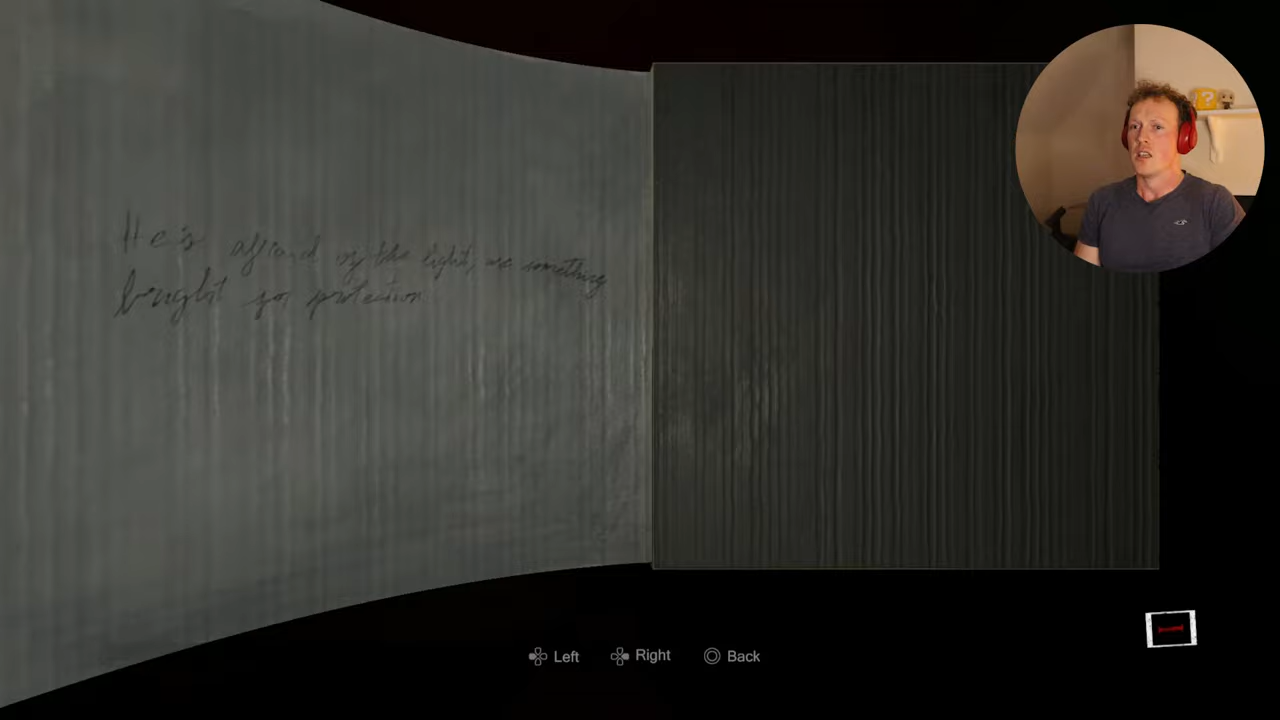 He's afraid of the light, use something
bright for protection
Left Right Back